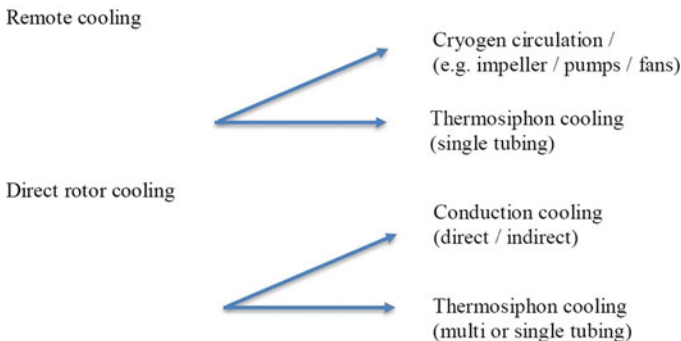 Remote cooling
Cryogen circulation /
(e.g. impeller / pumps / fans)
Thermosiphon cooling
(single tubing)
Direct rotor cooling
Conduction cooling
(direct / indirect)
Thermosiphon cooling
(multi or single tubing)